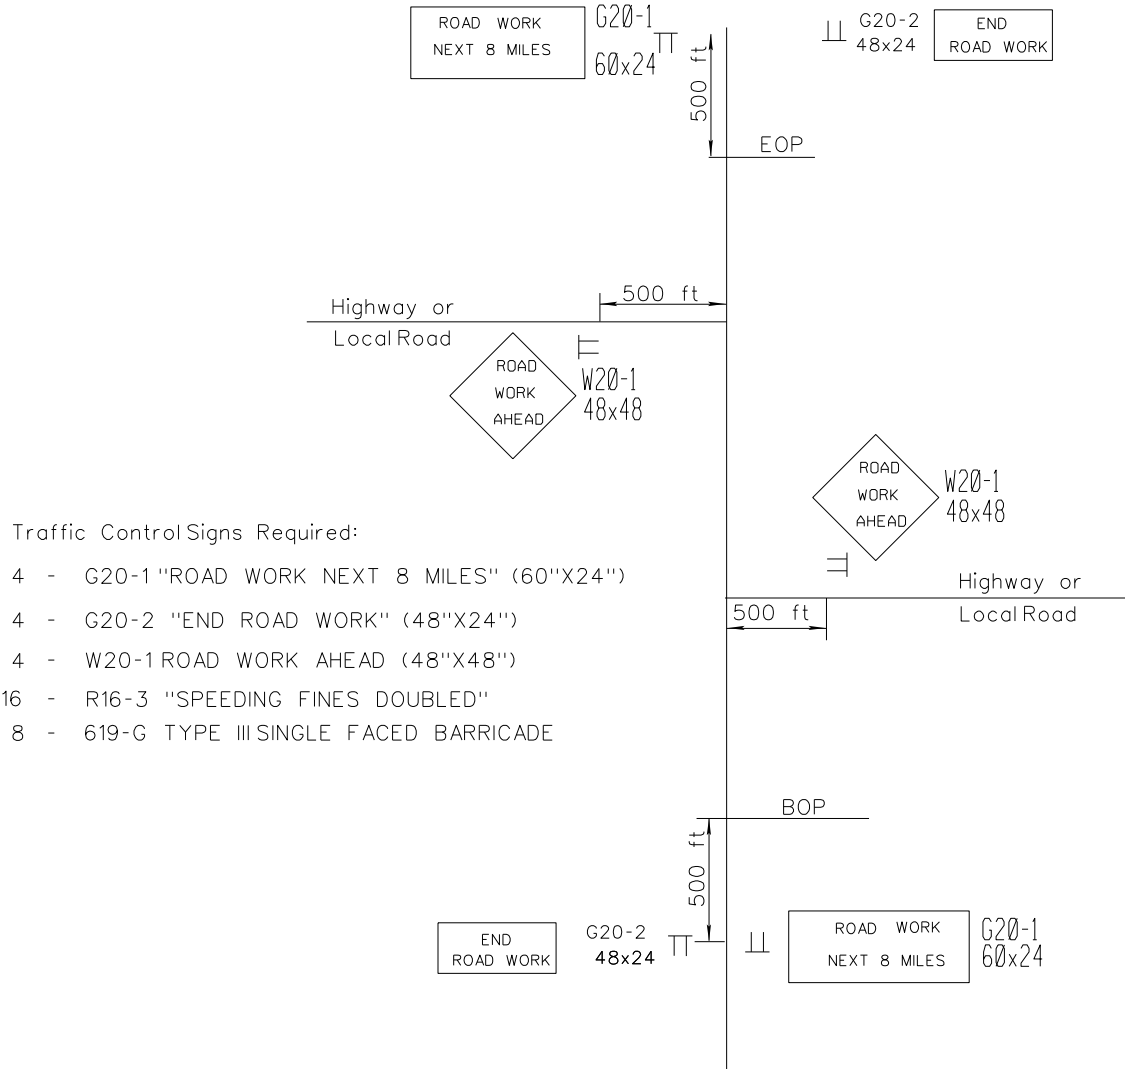 ROAD WORK
NEXT 8 MILES
G20-1
60x24
500 ft
G20-2
48x24
END
ROAD WORK
EOP
500 ft
Highway or
Local Road
ROAD
WORK
AHEAD
W20-1
48x48
ROAD
WORK
AHEAD
W20-1
48x48
Traffic Control Signs Required:
4 - G20-1 "ROAD WORK NEXT 8 MILES" (60"X24")
4 - G20-2 "END ROAD WORK" (48"X24")
4 - W20-1 ROAD WORK AHEAD (48"X48")
16 - R16-3 "SPEEDING FINES DOUBLED"
8 - 619-G TYPE III SINGLE FACED BARRICADE
Highway or
Local Road
500 ft
BOP
500 ft
END
ROAD WORK
G20-2
48x24
ROAD WORK
NEXT 8 MILES
G20-1
60x24